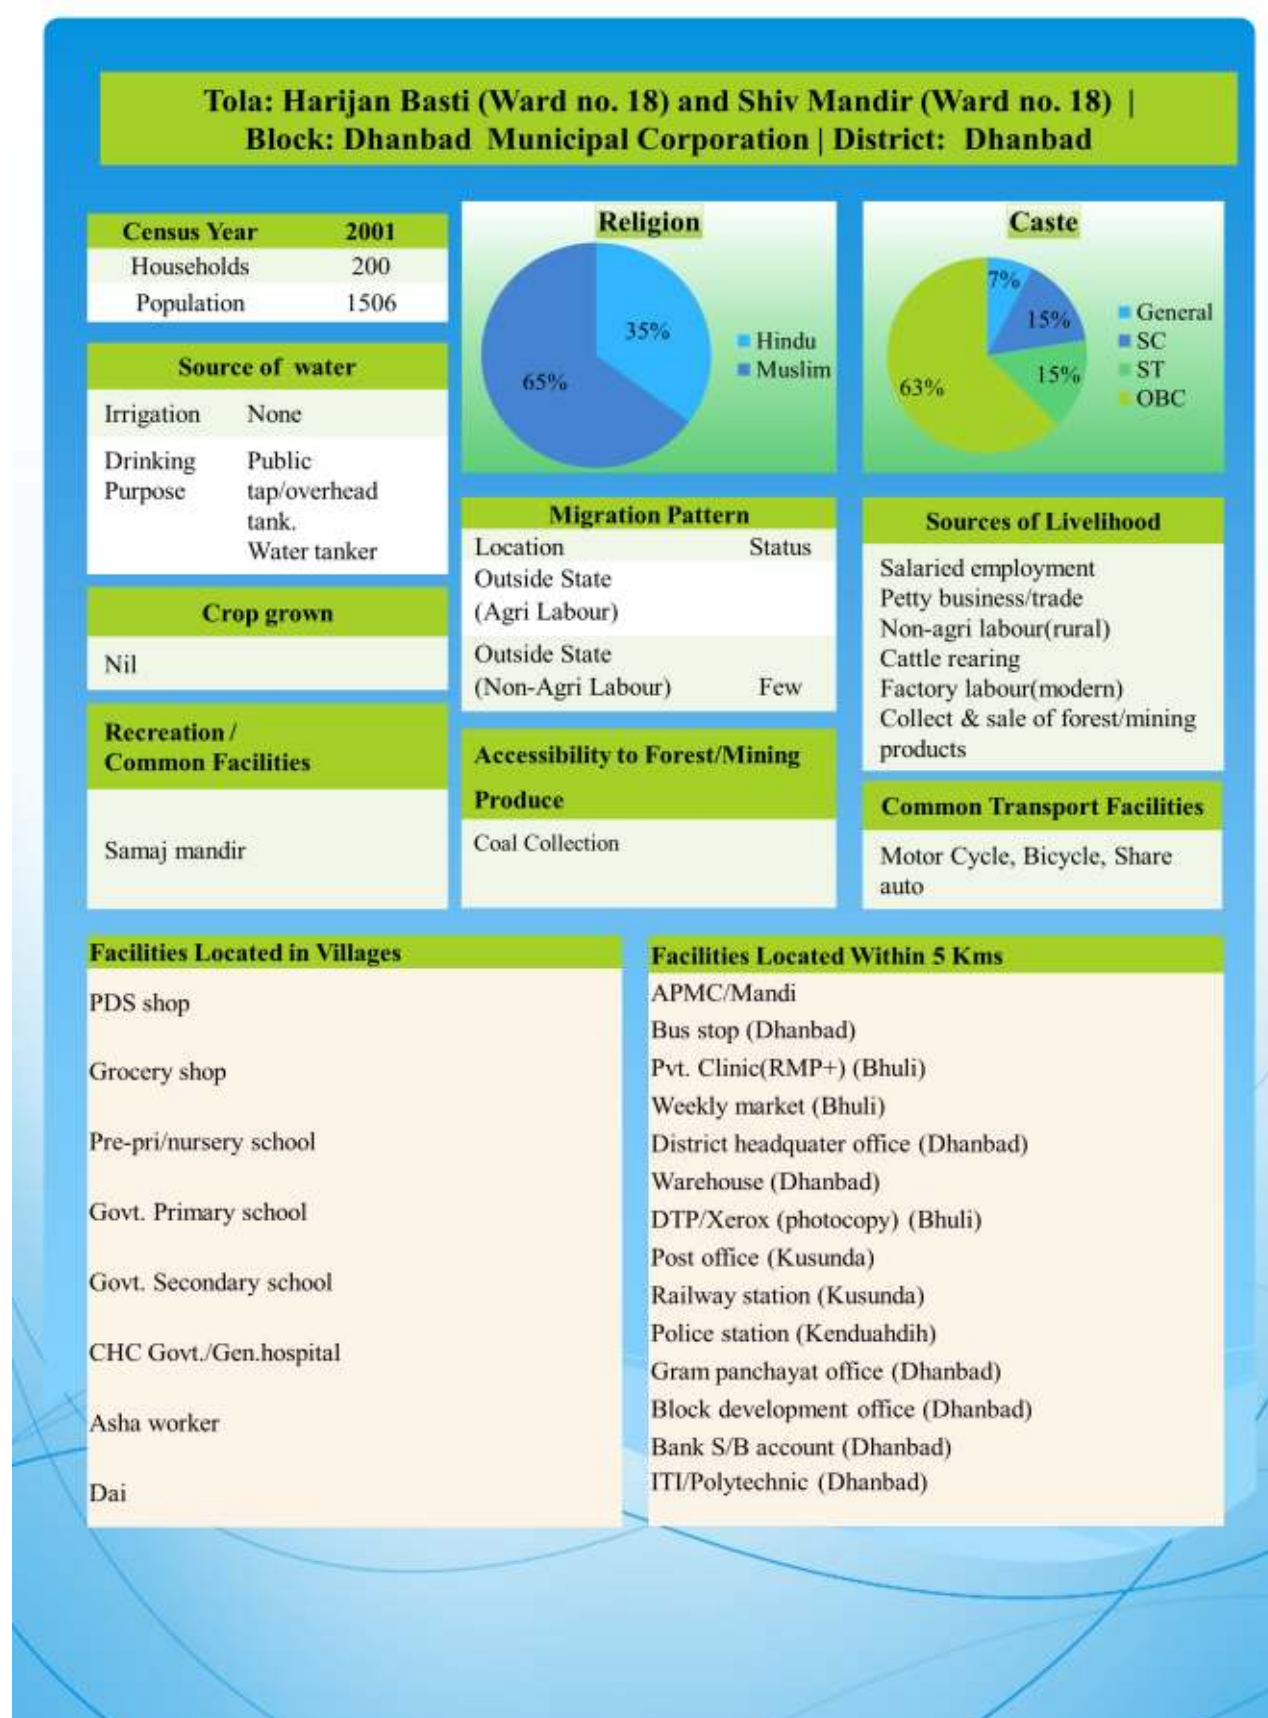 Tola: Harijan Basti (Ward no. 18) and Shiv Mandir (Ward no. 18) |
Block: Dhanbad Municipal Corporation | District: Dhanbad
Census Year 2001
Households 200
Population 1506
Source of water
Irrigation None
Drinking Public
Purpose tap/overhead
tank.
Water tanker
Crop grown
Nil
Recreation /
Common Facilities
Samaj mandir
Religion
35%
65%
Hindu
Muslim
Migration Pattern
Location Status
Outside State
(Agri Labour)
Outside State
(Non-Agri Labour) Few
Accessibility to Forest/Mining
Produce
Coal Collection
Caste
7%
15%
15%
63%
General
SC
ST
OBC
Sources of Livelihood
Salaried employment
Petty business/trade
Non-agri labour(rural)
Cattle rearing
Factory labour(modern)
Collect & sale of forest/mining
products
Common Transport Facilities
Motor Cycle, Bicycle, Share
auto
Facilities Located in Villages
PDS shop
Grocery shop
Pre-pri/nursery school
Govt. Primary school
Govt. Secondary school
CHC Govt./Gen.hospital
Asha worker
Dai
Facilities Located Within 5 Kms
APMC/Mandi
Bus stop (Dhanbad)
Pvt. Clinic(RMP+) (Bhuli)
Weekly market (Bhuli)
District headquater office (Dhanbad)
Warehouse (Dhanbad)
DTP/Xerox (photocopy) (Bhuli)
Post office (Kusunda)
Railway station (Kusunda)
Police station (Kenduahdih)
Gram panchayat office (Dhanbad)
Block development office (Dhanbad)
Bank S/B account (Dhanbad)
ITI/Polytechnic (Dhanbad)